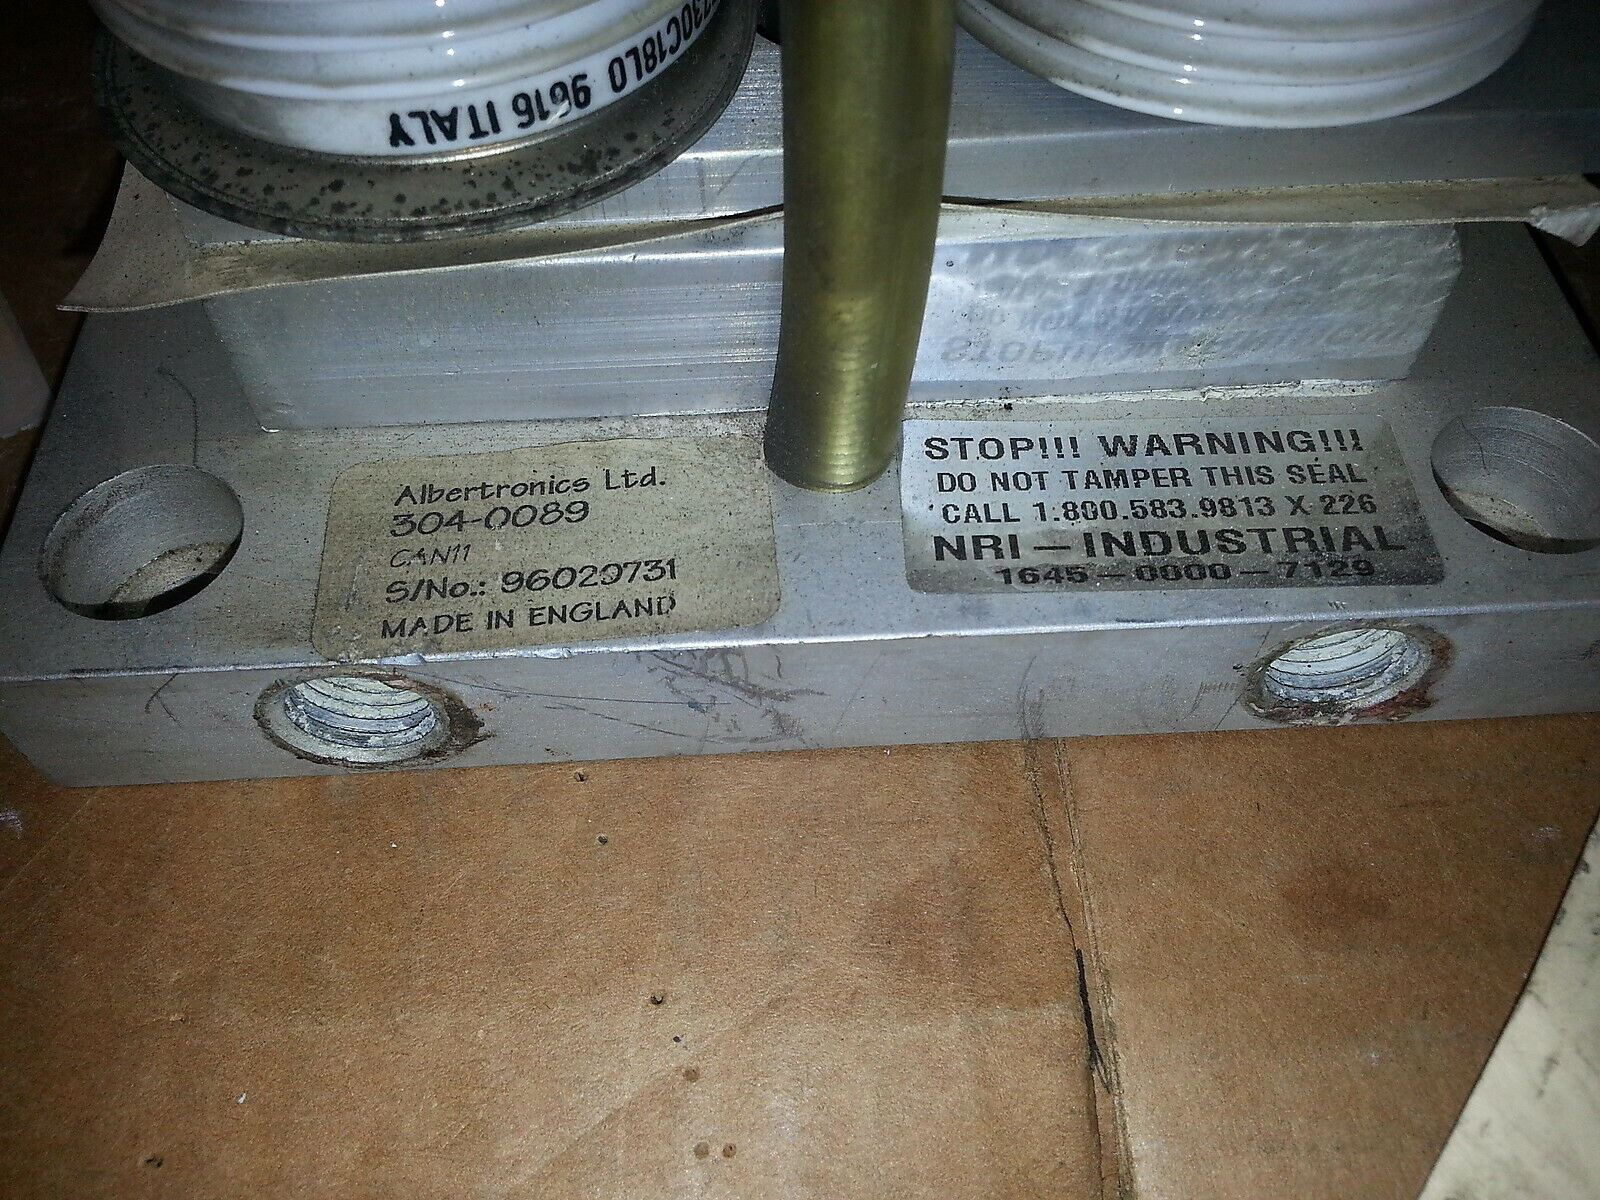 730C18L0 9616 ITALY
Albertronics Ltd.
304-0089
CAN11
S/No.: 96020731
MADE IN ENGLAND
STOP!!! WARNING!!!
DO NOT TAMPER THIS SEAL
CALL 1.800.583.9813 X 226
NRI – INDUSTRIAL
1645-0000-7129